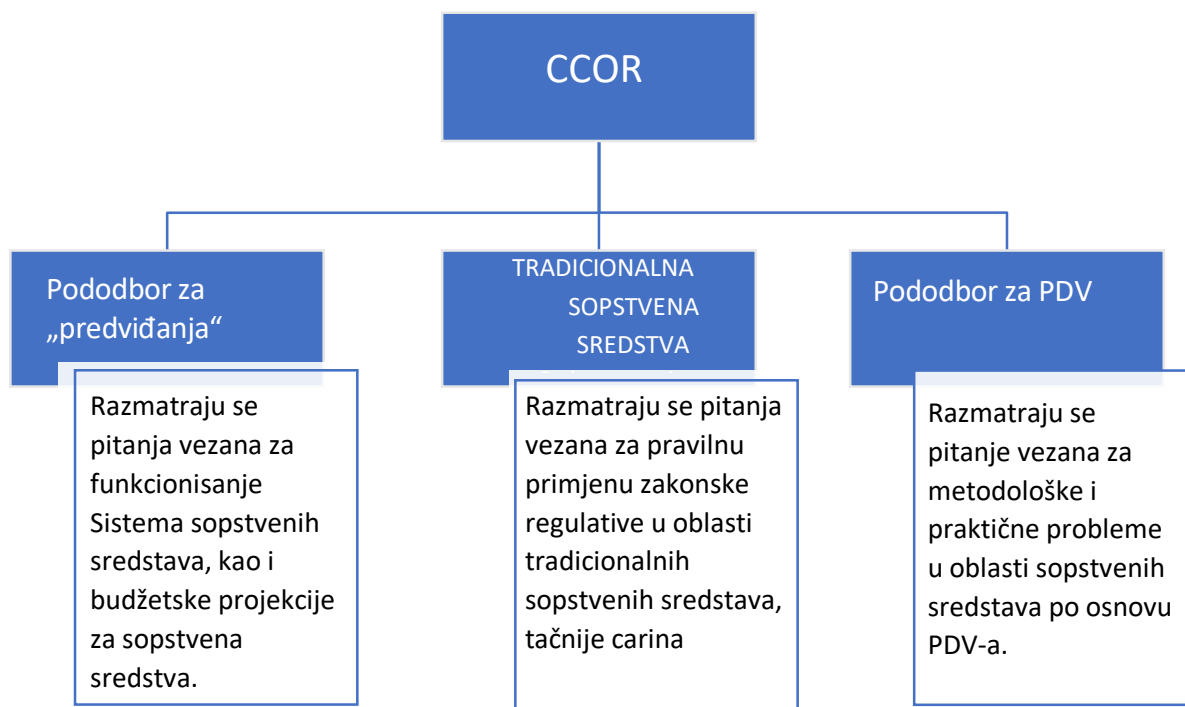 CCOR
Pododbor za
„predviđanja“
Razmatraju se
pitanja vezana za
funkcionisanje
Sistema sopstvenih
sredstava, kao i
budžetske projekcije
za sopstvena
sredstva.
TRADICIONALNA
SOPSTVENA
SREDSTVA
Razmatraju se pitanja
vezana za pravilnu
primjenu zakonske
regulative u oblasti
tradicionalnih
sopstvenih sredstava,
tačnije carina
Pododbor za PDV
Razmatraju se
pitanje vezana za
metodološke i
praktične probleme
u oblasti sopstvenih
sredstava po osnovu
PDV-a.